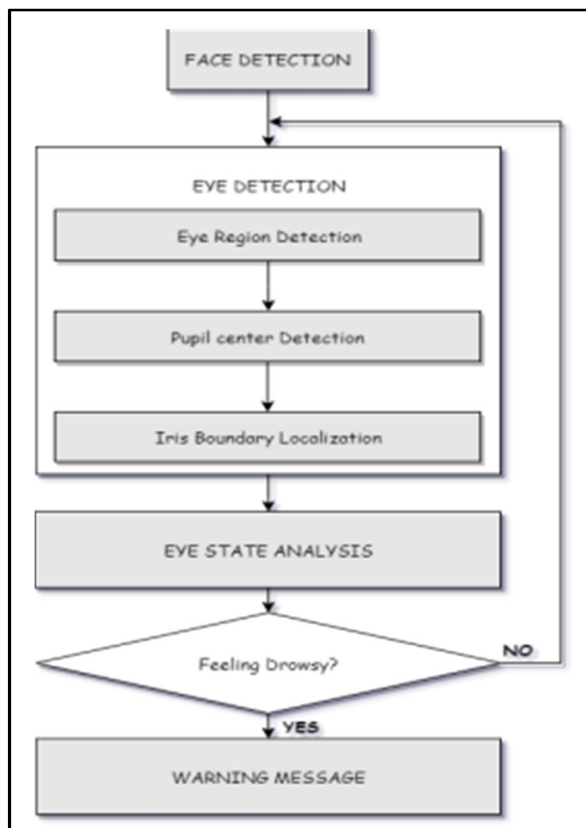 FACE DETECTION
EYE DETECTION
Eye Region Detection
Pupil center Detection
Iris Boundary Localization
EYE STATE ANALYSIS
Feeling Drowsy?
NO
YES
WARNING MESSAGE